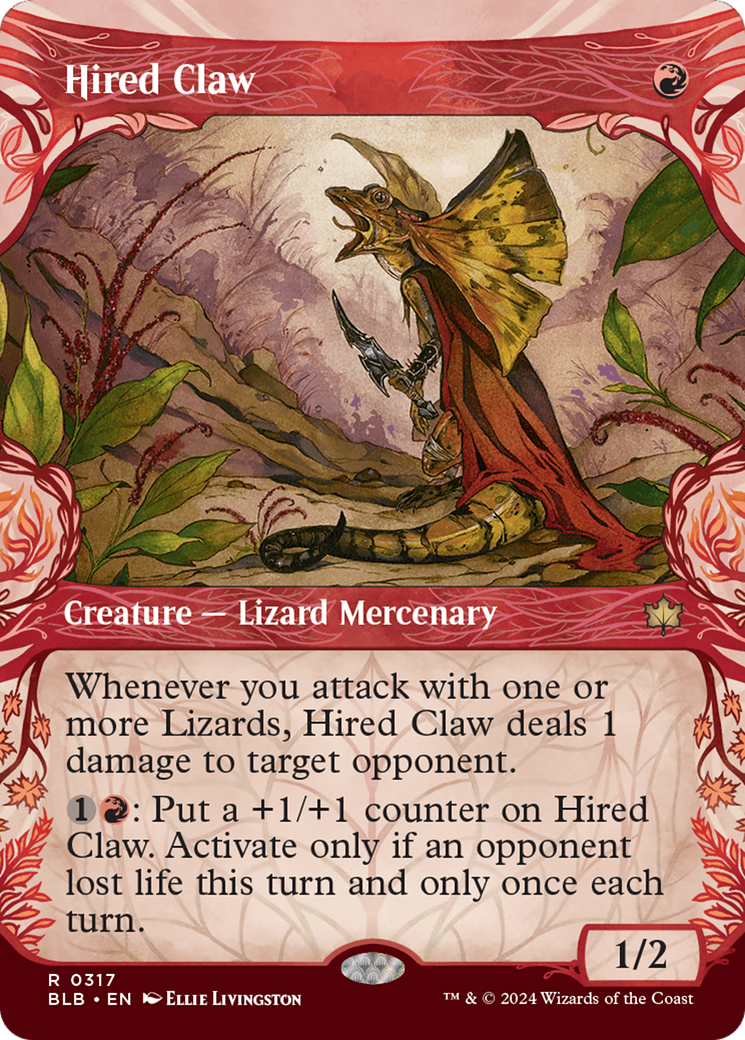 Hired Claw
Creature — Lizard Mercenary
Whenever you attack with one or
more Lizards, Hired Claw deals 1
damage to target opponent.
1: Put a +1/+1 counter on Hired
Claw. Activate only if an opponent
lost life this turn and only once each
turn.
1/2
R 0317
BLB • EN Ellie Livingston
™ & © 2024 Wizards of the Coast